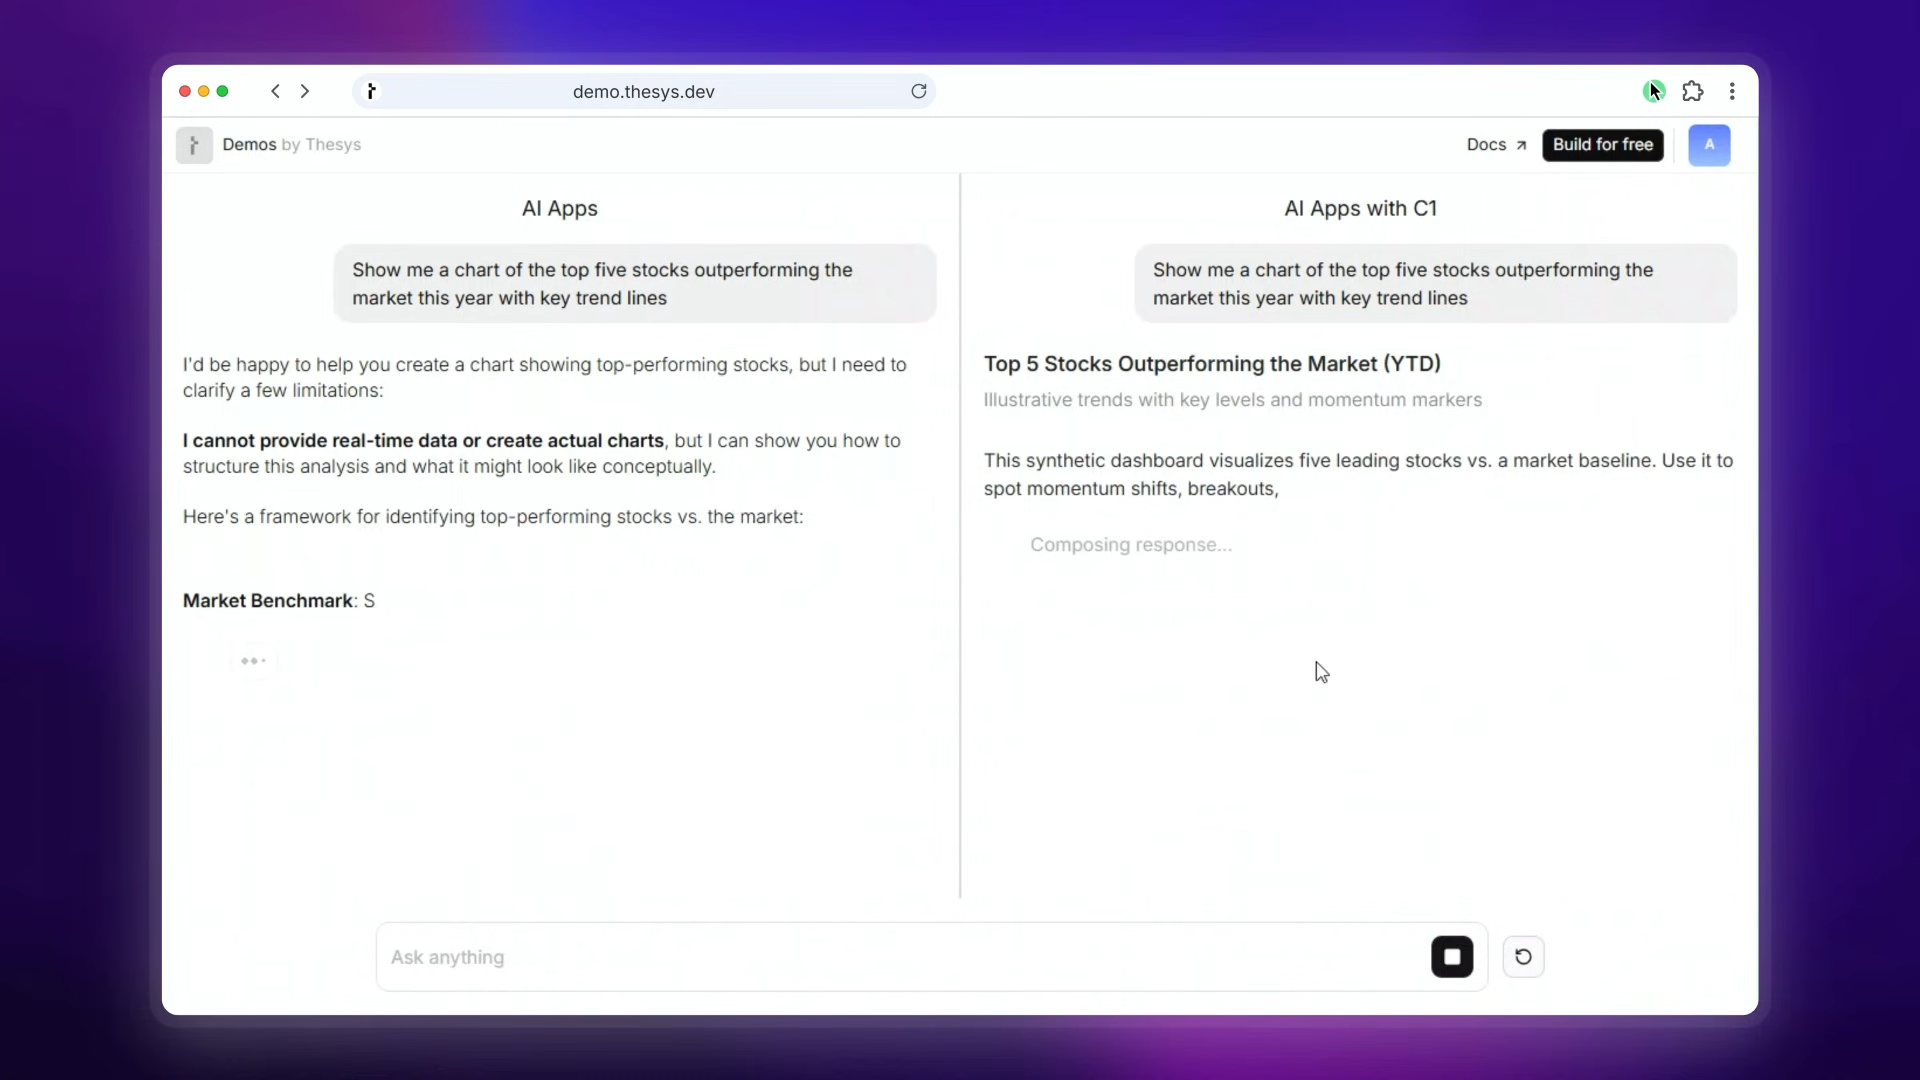 demo.thesys.dev
Demos by Thesys
Docs
Build for free
A
AI Apps
Show me a chart of the top five stocks outperforming the
market this year with key trend lines
I'd be happy to help you create a chart showing top-performing stocks, but I need to
clarify a few limitations:
I cannot provide real-time data or create actual charts, but I can show you how to
structure this analysis and what it might look like conceptually.
Here's a framework for identifying top-performing stocks vs. the market:
Market Benchmark: S
AI Apps with C1
Show me a chart of the top five stocks outperforming the
market this year with key trend lines
Top 5 Stocks Outperforming the Market (YTD)
Illustrative trends with key levels and momentum markers
This synthetic dashboard visualizes five leading stocks vs. a market baseline. Use it to
spot momentum shifts, breakouts,
Composing response...
Ask anything